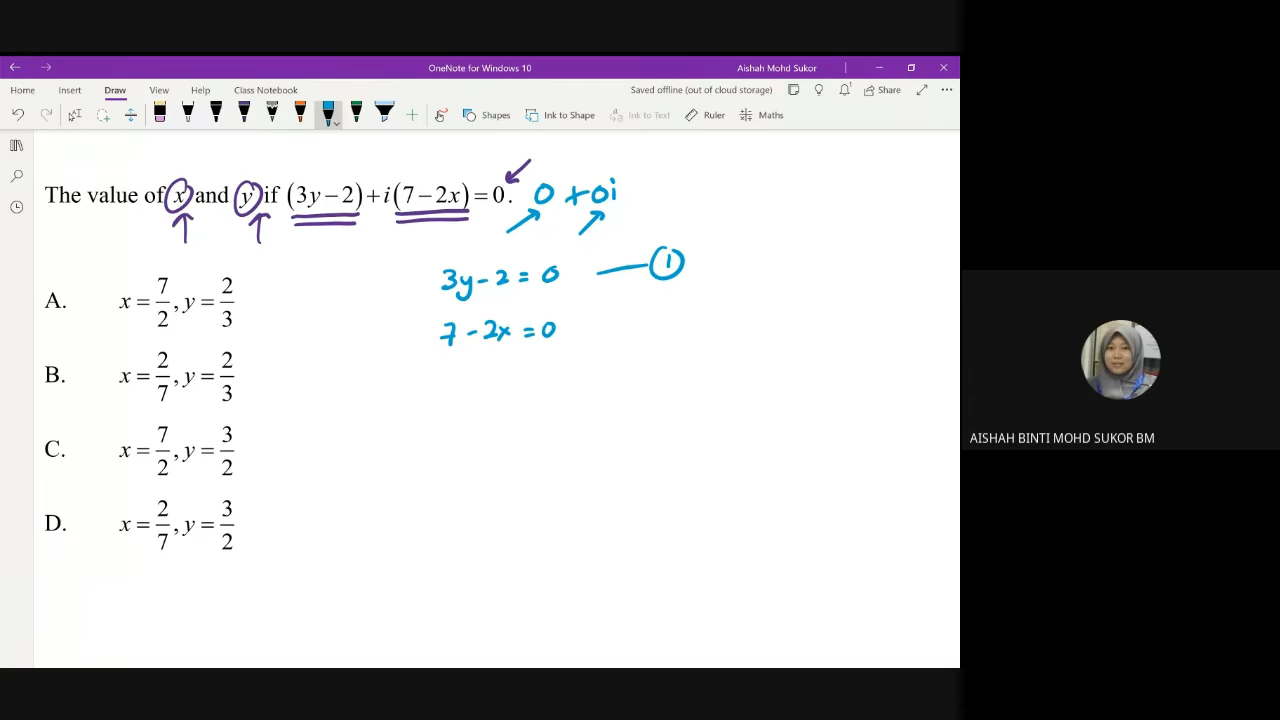 OneNote for Windows 10
Aishah Mohd Sukor
Home Insert Draw View Help Class Notebook
Saved offline (out of cloud storage) Share
Shapes Ink to Shape Ink to Text Ruler Maths
The value of x and y if (3y − 2) + i(7 − 2x) = 0. 0 + 0i
3y - 2 = 0 — ①
7 - 2x = 0
A. x = 7/2, y = 2/3
B. x = 2/7, y = 2/3
C. x = 7/2, y = 3/2
D. x = 2/7, y = 3/2
AISHAH BINTI MOHD SUKOR BM